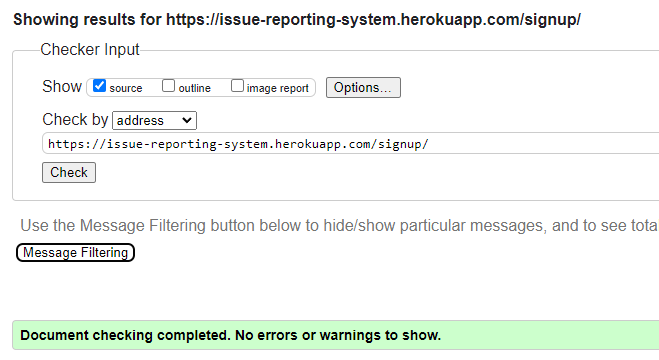 Showing results for https://issue-reporting-system.herokuapp.com/signup/
Checker Input
Show source outline image report Options...
Check by address
https://issue-reporting-system.herokuapp.com/signup/
Check
Use the Message Filtering button below to hide/show particular messages, and to see tota
Message Filtering
Document checking completed. No errors or warnings to show.